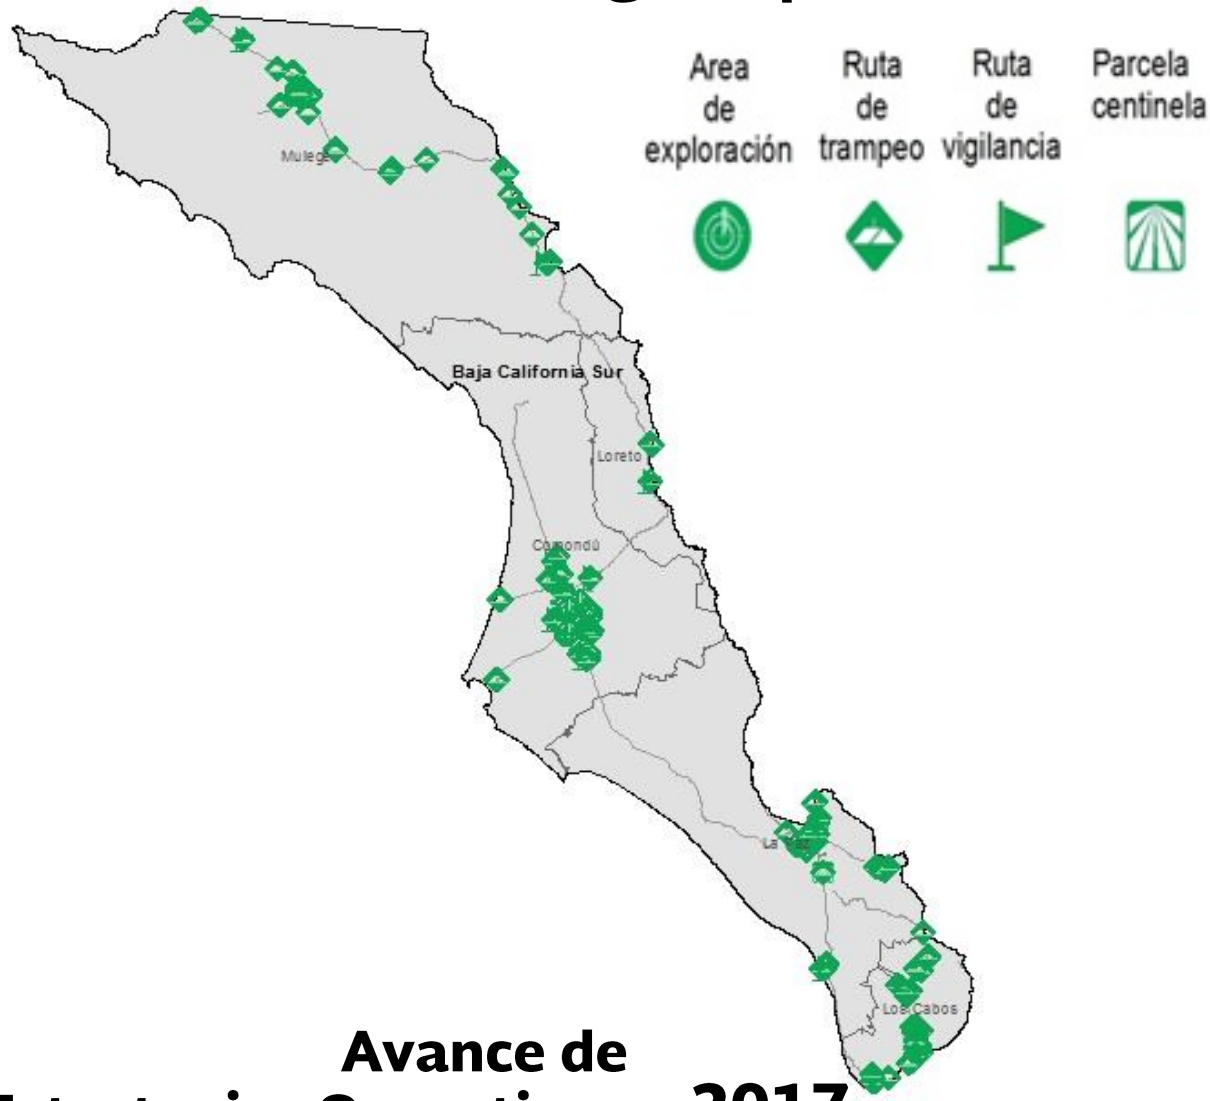 Area
de
exploración
Ruta
de
trampeo
Ruta
de
vigilancia
Parcela
centinela
Mulegé
Baja California Sur
Loreto
Comondú
La Paz
Los Cabos
Avance de
2017